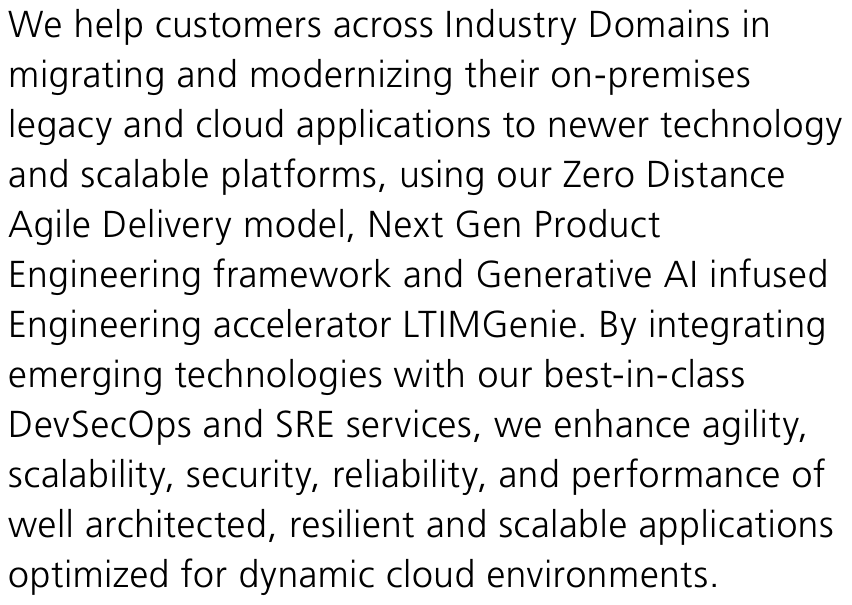 We help customers across Industry Domains in
migrating and modernizing their on-premises
legacy and cloud applications to newer technology
and scalable platforms, using our Zero Distance
Agile Delivery model, Next Gen Product
Engineering framework and Generative AI infused
Engineering accelerator LTIMGenie. By integrating
emerging technologies with our best-in-class
DevSecOps and SRE services, we enhance agility,
scalability, security, reliability, and performance of
well architected, resilient and scalable applications
optimized for dynamic cloud environments.